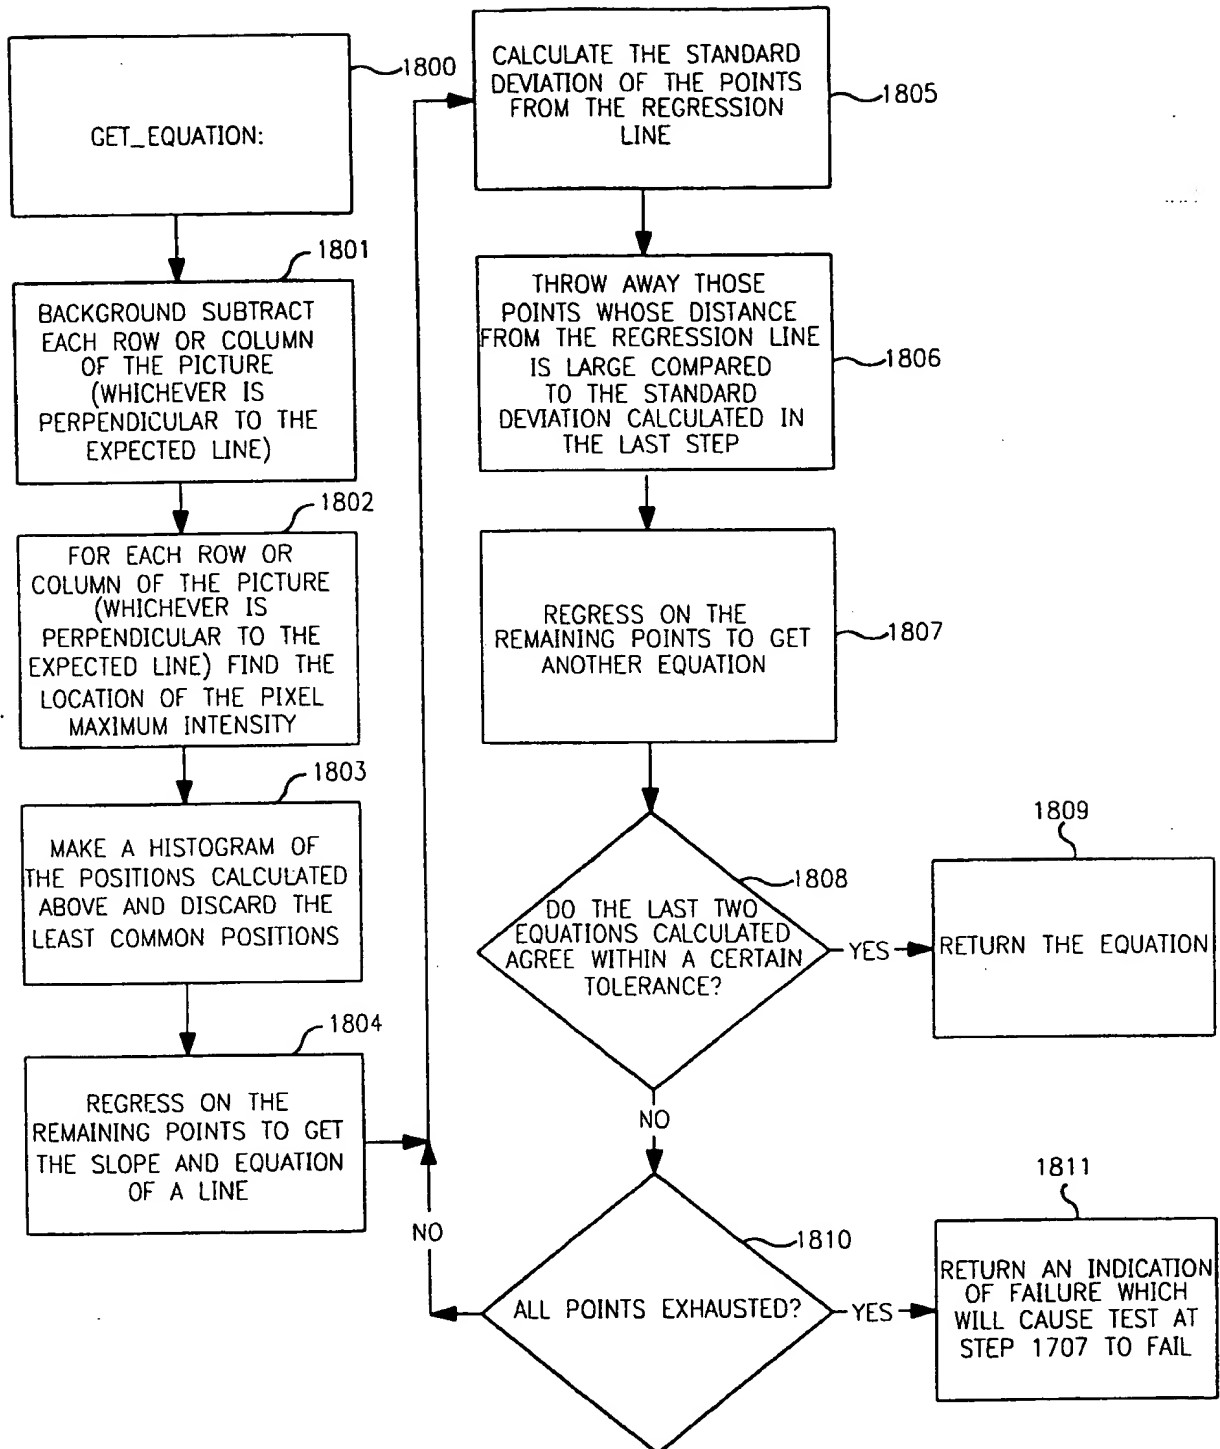 1800
GET_EQUATION:
1801
BACKGROUND SUBTRACT
EACH ROW OR COLUMN
OF THE PICTURE
(WHICHEVER IS
PERPENDICULAR TO THE
EXPECTED LINE)
1802
FOR EACH ROW OR
COLUMN OF THE PICTURE
(WHICHEVER IS
PERPENDICULAR TO THE
EXPECTED LINE) FIND THE
LOCATION OF THE PIXEL
MAXIMUM INTENSITY
1803
MAKE A HISTOGRAM OF
THE POSITIONS CALCULATED
ABOVE AND DISCARD THE
LEAST COMMON POSITIONS
1804
REGRESS ON THE
REMAINING POINTS TO GET
THE SLOPE AND EQUATION
OF A LINE
CALCULATE THE STANDARD
DEVIATION OF THE POINTS
FROM THE REGRESSION
LINE
1805
THROW AWAY THOSE
POINTS WHOSE DISTANCE
FROM THE REGRESSION LINE
IS LARGE COMPARED
TO THE STANDARD
DEVIATION CALCULATED IN
THE LAST STEP
1806
REGRESS ON THE
REMAINING POINTS TO GET
ANOTHER EQUATION
1807
1808
DO THE LAST TWO
EQUATIONS CALCULATED
AGREE WITHIN A CERTAIN
TOLERANCE?
YES
1809
RETURN THE EQUATION
NO
1810
ALL POINTS EXHAUSTED?
NO
YES
1811
RETURN AN INDICATION
OF FAILURE WHICH
WILL CAUSE TEST AT
STEP 1707 TO FAIL